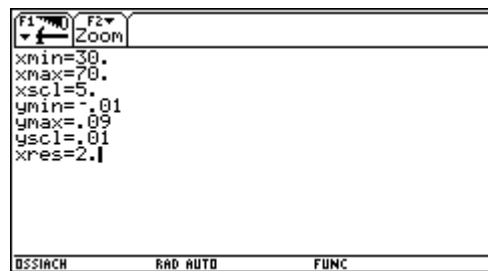 F1 F2
Zoom
xmin=30.
xmax=70.
xscl=5.
ymin=⁻.01
ymax=.09
yscl=.01
xres=2.
OSSIACH RAD AUTO FUNC